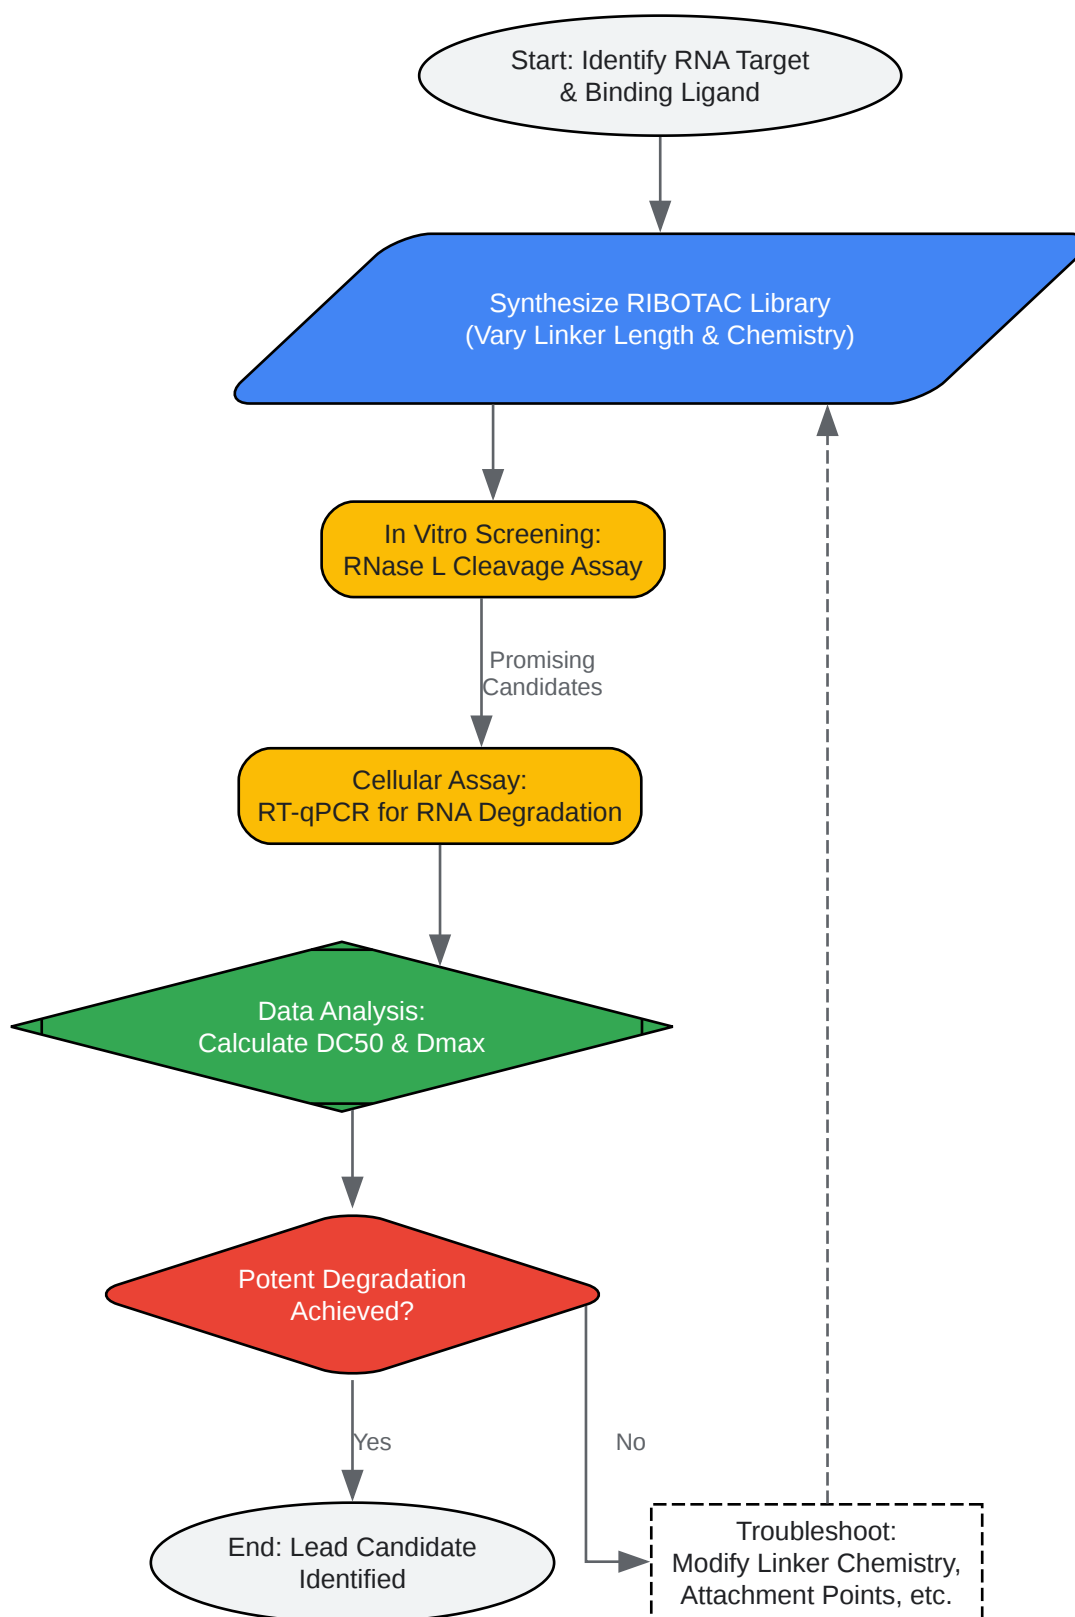 Start: Identify RNA Target
& Binding Ligand
Synthesize RIBOTAC Library
(Vary Linker Length & Chemistry)
In Vitro Screening:
RNase L Cleavage Assay
Promising
Candidates
Cellular Assay:
RT-qPCR for RNA Degradation
Data Analysis:
Calculate DC50 & Dmax
Potent Degradation
Achieved?
Yes
No
End: Lead Candidate
Identified
Troubleshoot:
Modify Linker Chemistry,
Attachment Points, etc.